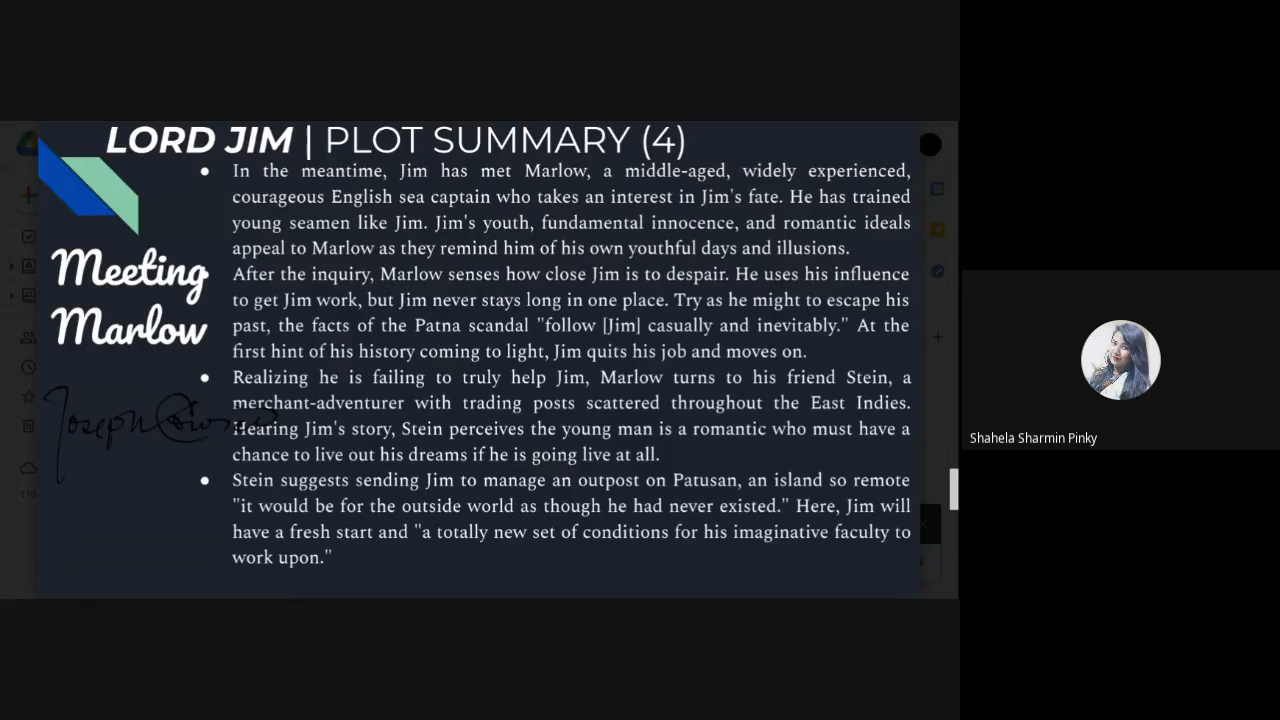 LORD JIM | PLOT SUMMARY (4)
Meeting
Marlow
In the meantime, Jim has met Marlow, a middle-aged, widely experienced,
courageous English sea captain who takes an interest in Jim's fate. He has trained
young seamen like Jim. Jim's youth, fundamental innocence, and romantic ideals
appeal to Marlow as they remind him of his own youthful days and illusions.
After the inquiry, Marlow senses how close Jim is to despair. He uses his influence
to get Jim work, but Jim never stays long in one place. Try as he might to escape his
past, the facts of the Patna scandal "follow [Jim] casually and inevitably." At the
first hint of his history coming to light, Jim quits his job and moves on.
Realizing he is failing to truly help Jim, Marlow turns to his friend Stein, a
merchant-adventurer with trading posts scattered throughout the East Indies.
Hearing Jim's story, Stein perceives the young man is a romantic who must have a
chance to live out his dreams if he is going live at all.
Stein suggests sending Jim to manage an outpost on Patusan, an island so remote
"it would be for the outside world as though he had never existed." Here, Jim will
have a fresh start and "a totally new set of conditions for his imaginative faculty to
work upon."
Joseph
Shahela Sharmin Pinky